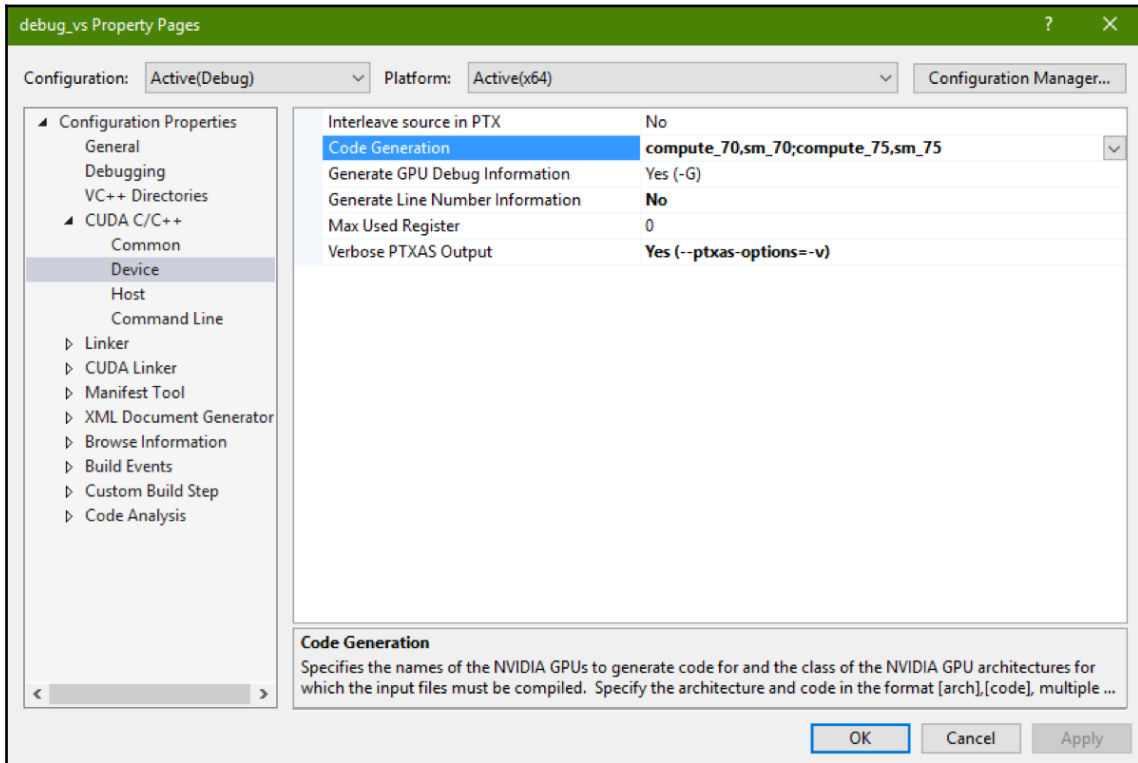 debug_vs Property Pages ? ×
Configuration: Active(Debug) Platform: Active(x64) Configuration Manager...
Configuration Properties
General
Debugging
VC++ Directories
CUDA C/C++
Common
Device
Host
Command Line
Linker
CUDA Linker
Manifest Tool
XML Document Generator
Browse Information
Build Events
Custom Build Step
Code Analysis
Interleave source in PTX No
Code Generation compute_70,sm_70;compute_75,sm_75
Generate GPU Debug Information Yes (-G)
Generate Line Number Information No
Max Used Register 0
Verbose PTXAS Output Yes (--ptxas-options=-v)
Code Generation
Specifies the names of the NVIDIA GPUs to generate code for and the class of the NVIDIA GPU architectures for
which the input files must be compiled. Specify the architecture and code in the format [arch],[code], multiple ...
OK Cancel Apply